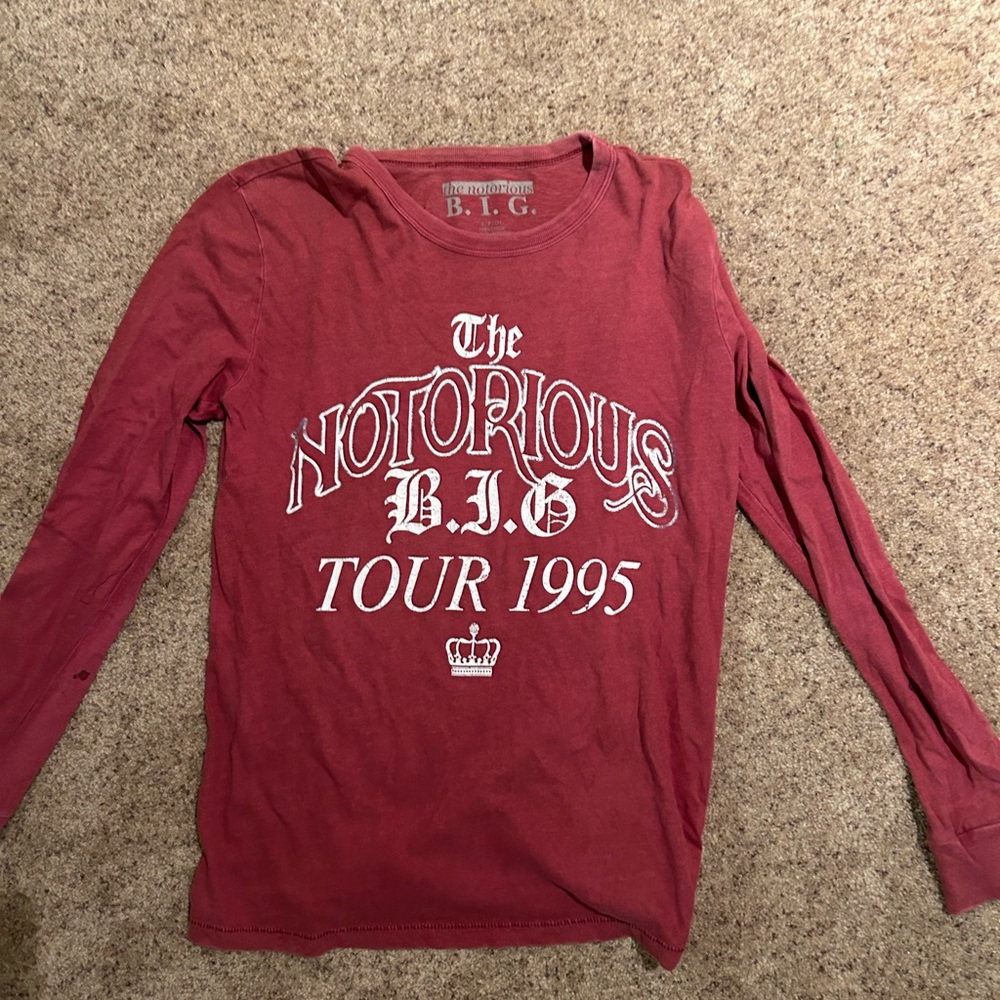 the notorious
B. I. G.
The
NOTORIOUS
B.I.G
TOUR 1995